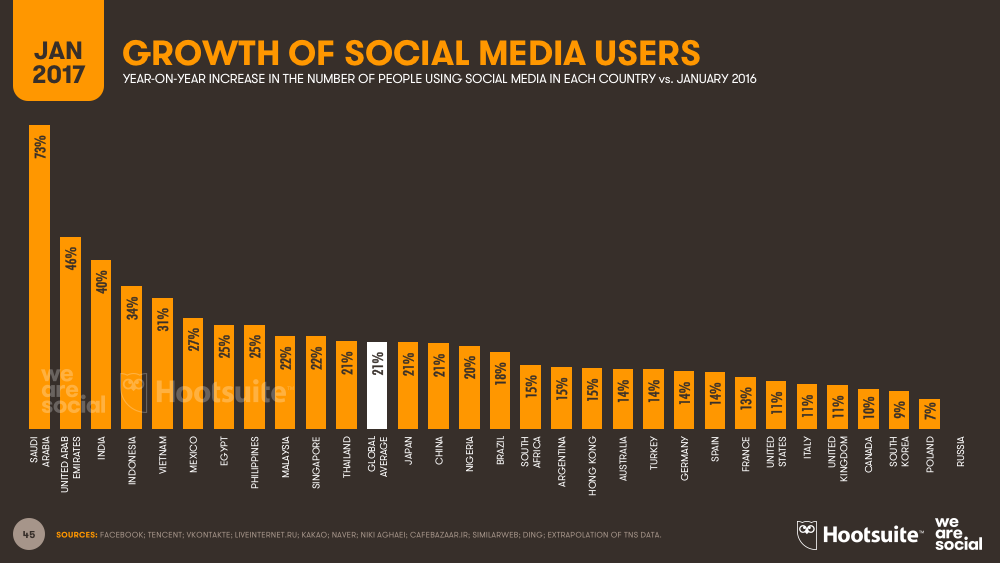 JAN
2017
GROWTH OF SOCIAL MEDIA USERS
YEAR-ON-YEAR INCREASE IN THE NUMBER OF PEOPLE USING SOCIAL MEDIA IN EACH COUNTRY vs. JANUARY 2016
73%
46%
40%
34%
31%
27%
25%
25%
22%
22%
21%
21%
21%
21%
20%
18%
15%
15%
15%
14%
14%
14%
14%
13%
11%
11%
11%
10%
9%
7%
we
are
social
Hootsuite
SAUDI
ARABIA
UNITED ARAB
EMIRATES
INDIA
INDONESIA
VIETNAM
MEXICO
EGYPT
PHILIPPINES
MALAYSIA
SINGAPORE
THAILAND
GLOBAL
AVERAGE
JAPAN
CHINA
NIGERIA
BRAZIL
SOUTH
AFRICA
ARGENTINA
HONG KONG
AUSTRALIA
TURKEY
GERMANY
SPAIN
FRANCE
UNITED
STATES
ITALY
UNITED
KINGDOM
CANADA
SOUTH
KOREA
POLAND
RUSSIA
45
SOURCES: FACEBOOK; TENCENT; VKONTAKTE; LIVEINTERNET.RU; KAKAO; NAVER; NIKI AGHAEI; CAFEBAZAAR.IR; SIMILARWEB; DING; EXTRAPOLATION OF TNS DATA.
Hootsuite™
we
are
social